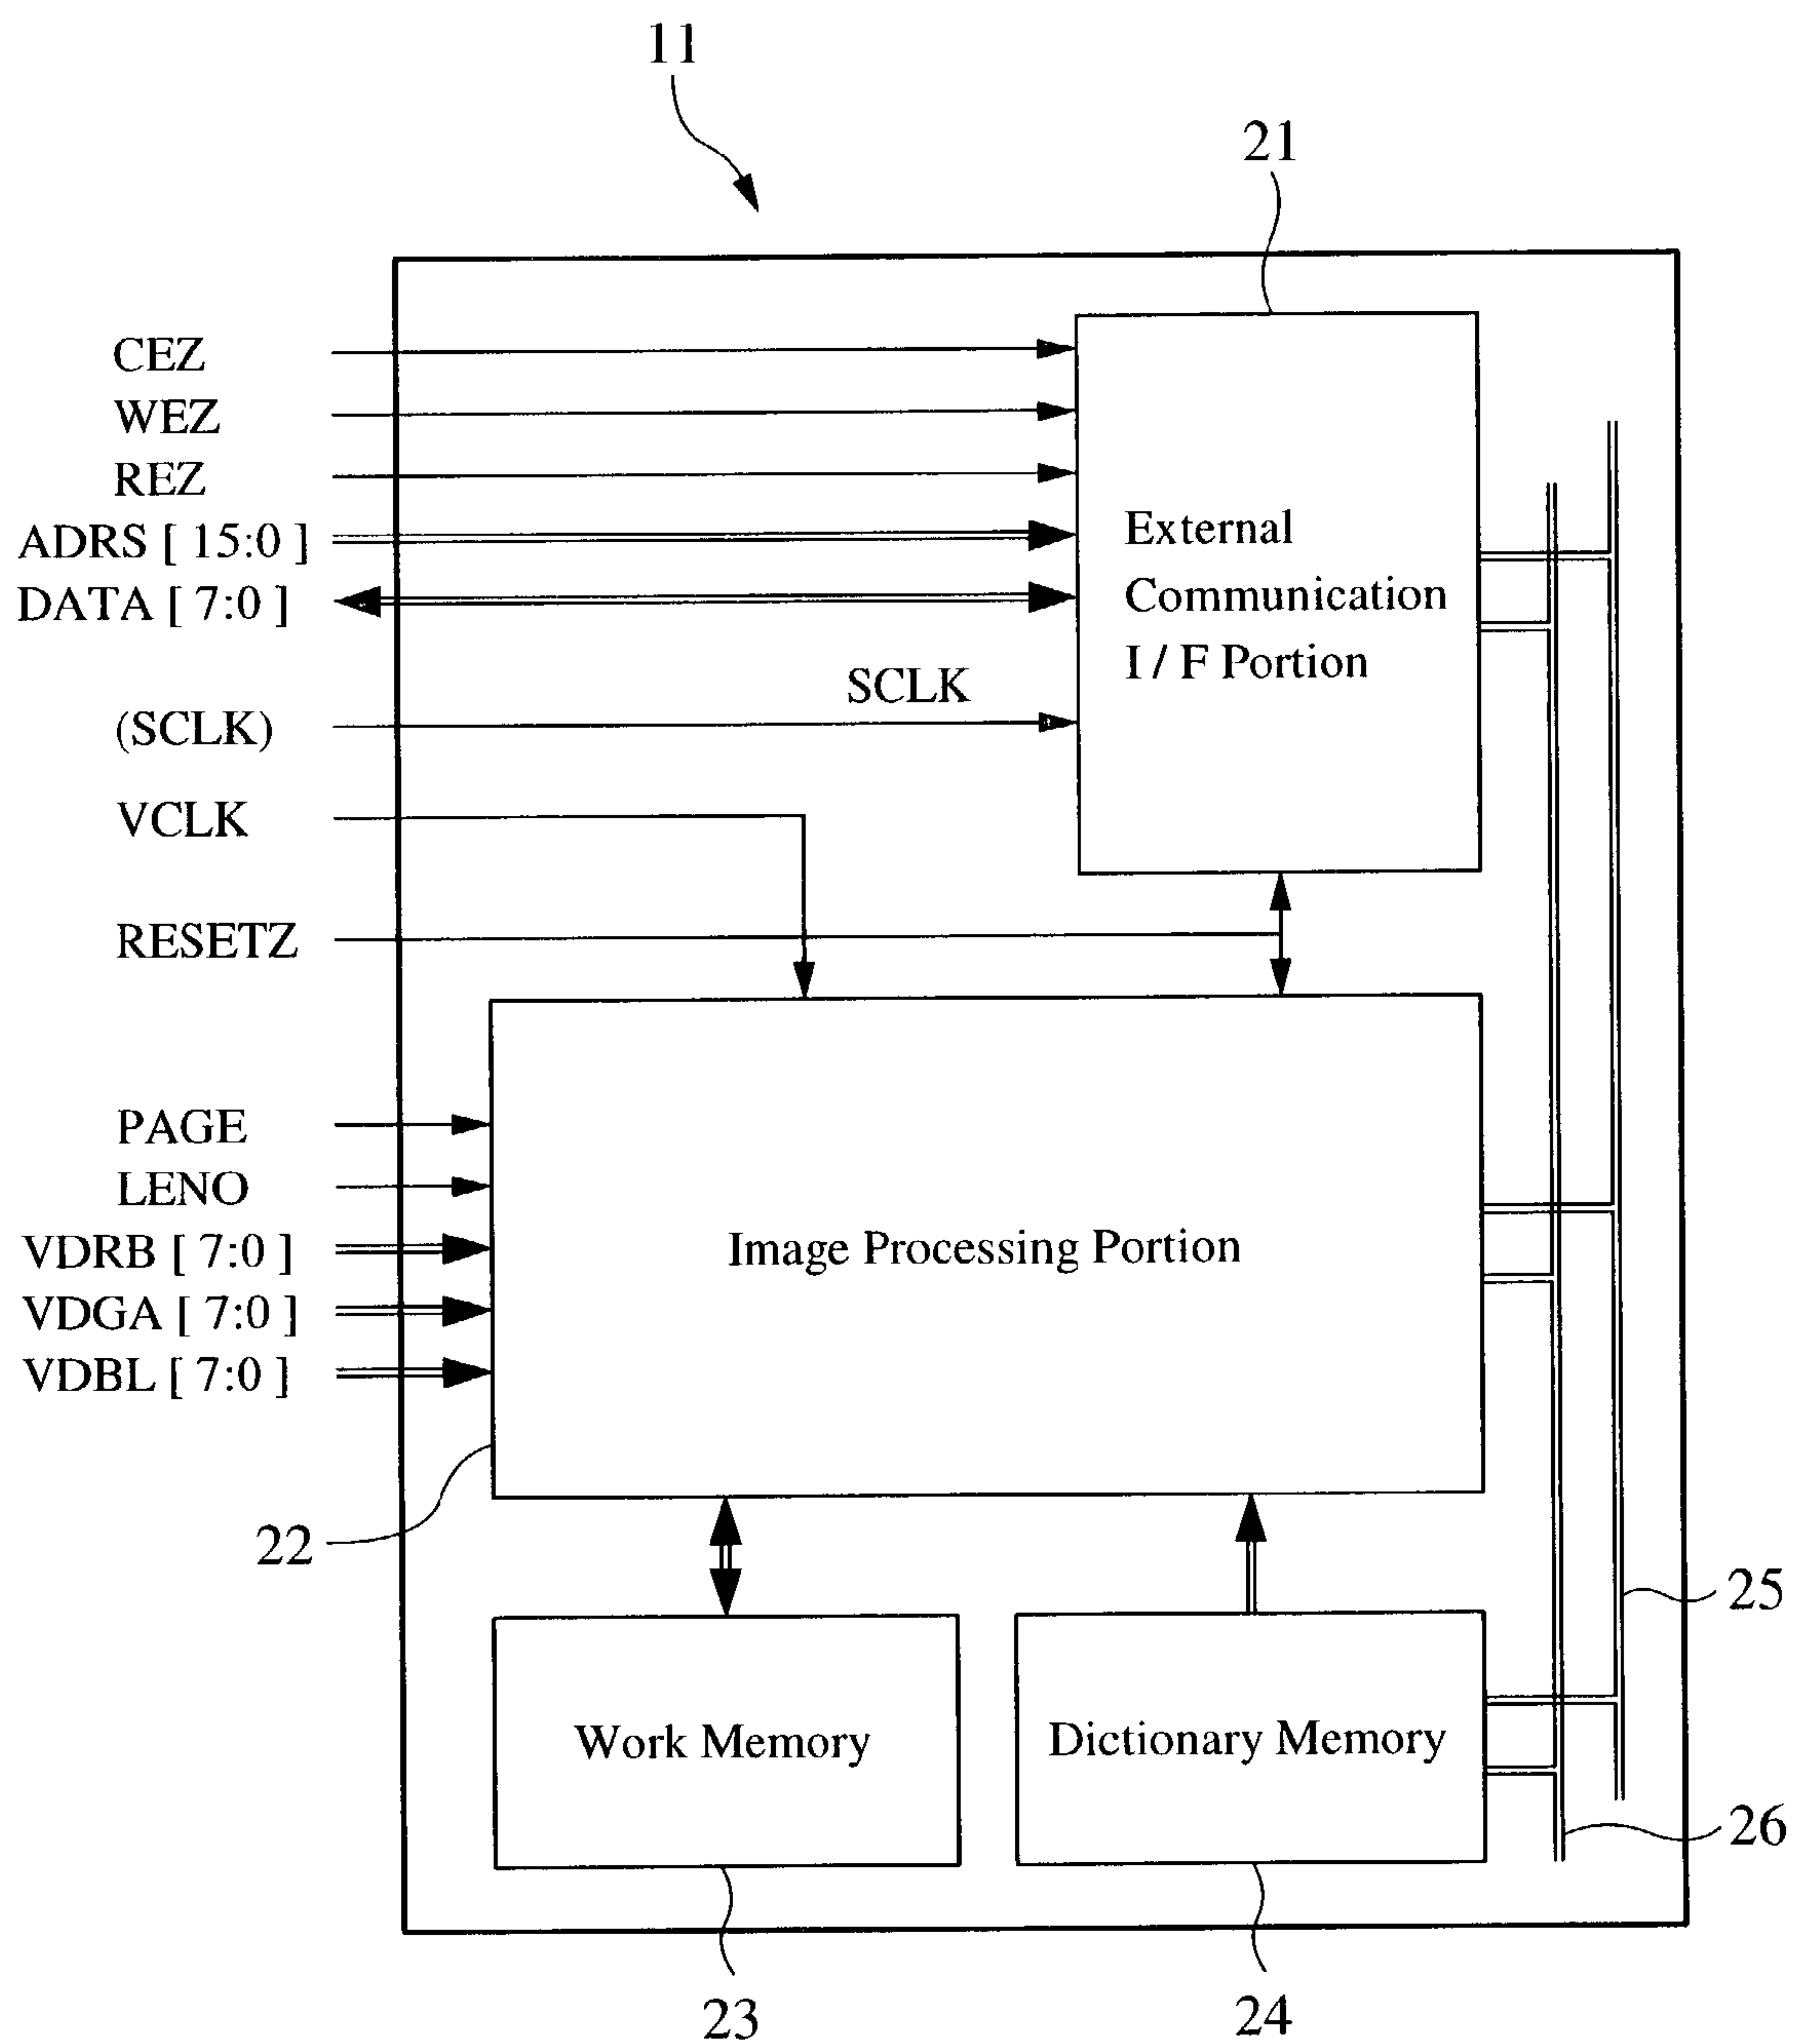 11
21
CEZ
WEZ
REZ
ADRS [ 15:0 ]
DATA [ 7:0 ]
External
Communication
I / F Portion
SCLK
(SCLK)
VCLK
RESETZ
PAGE
LENO
VDRB [ 7:0 ]
VDGA [ 7:0 ]
VDBL [ 7:0 ]
Image Processing Portion
22
25
Work Memory
Dictionary Memory
26
23
24